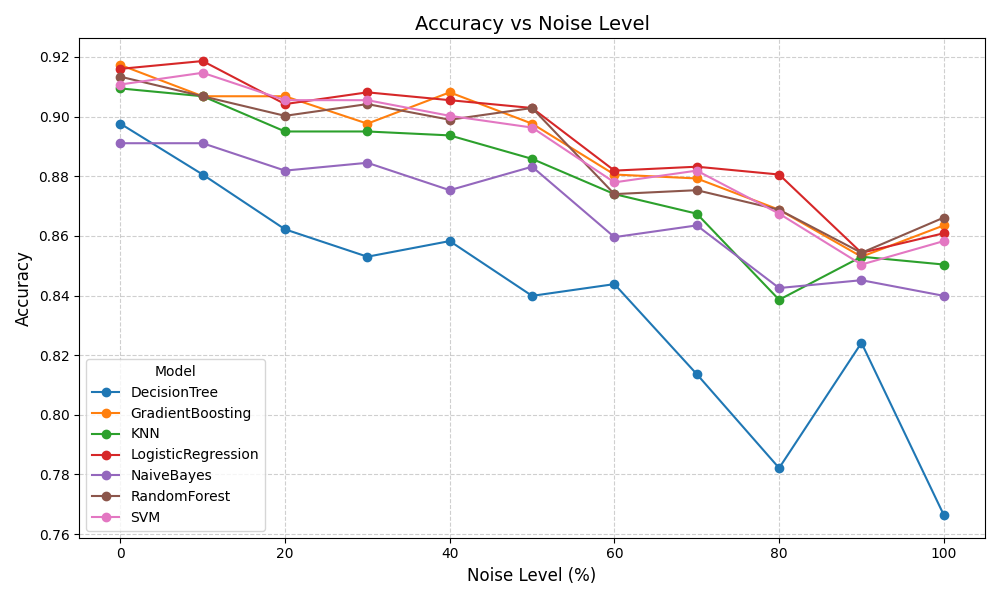 Accuracy vs Noise Level
Accuracy
0.92
0.90
0.88
0.86
0.84
0.82
0.80
0.78
0.76
Model
DecisionTree
GradientBoosting
KNN
LogisticRegression
NaiveBayes
RandomForest
SVM
0 20 40 60 80 100
Noise Level (%)